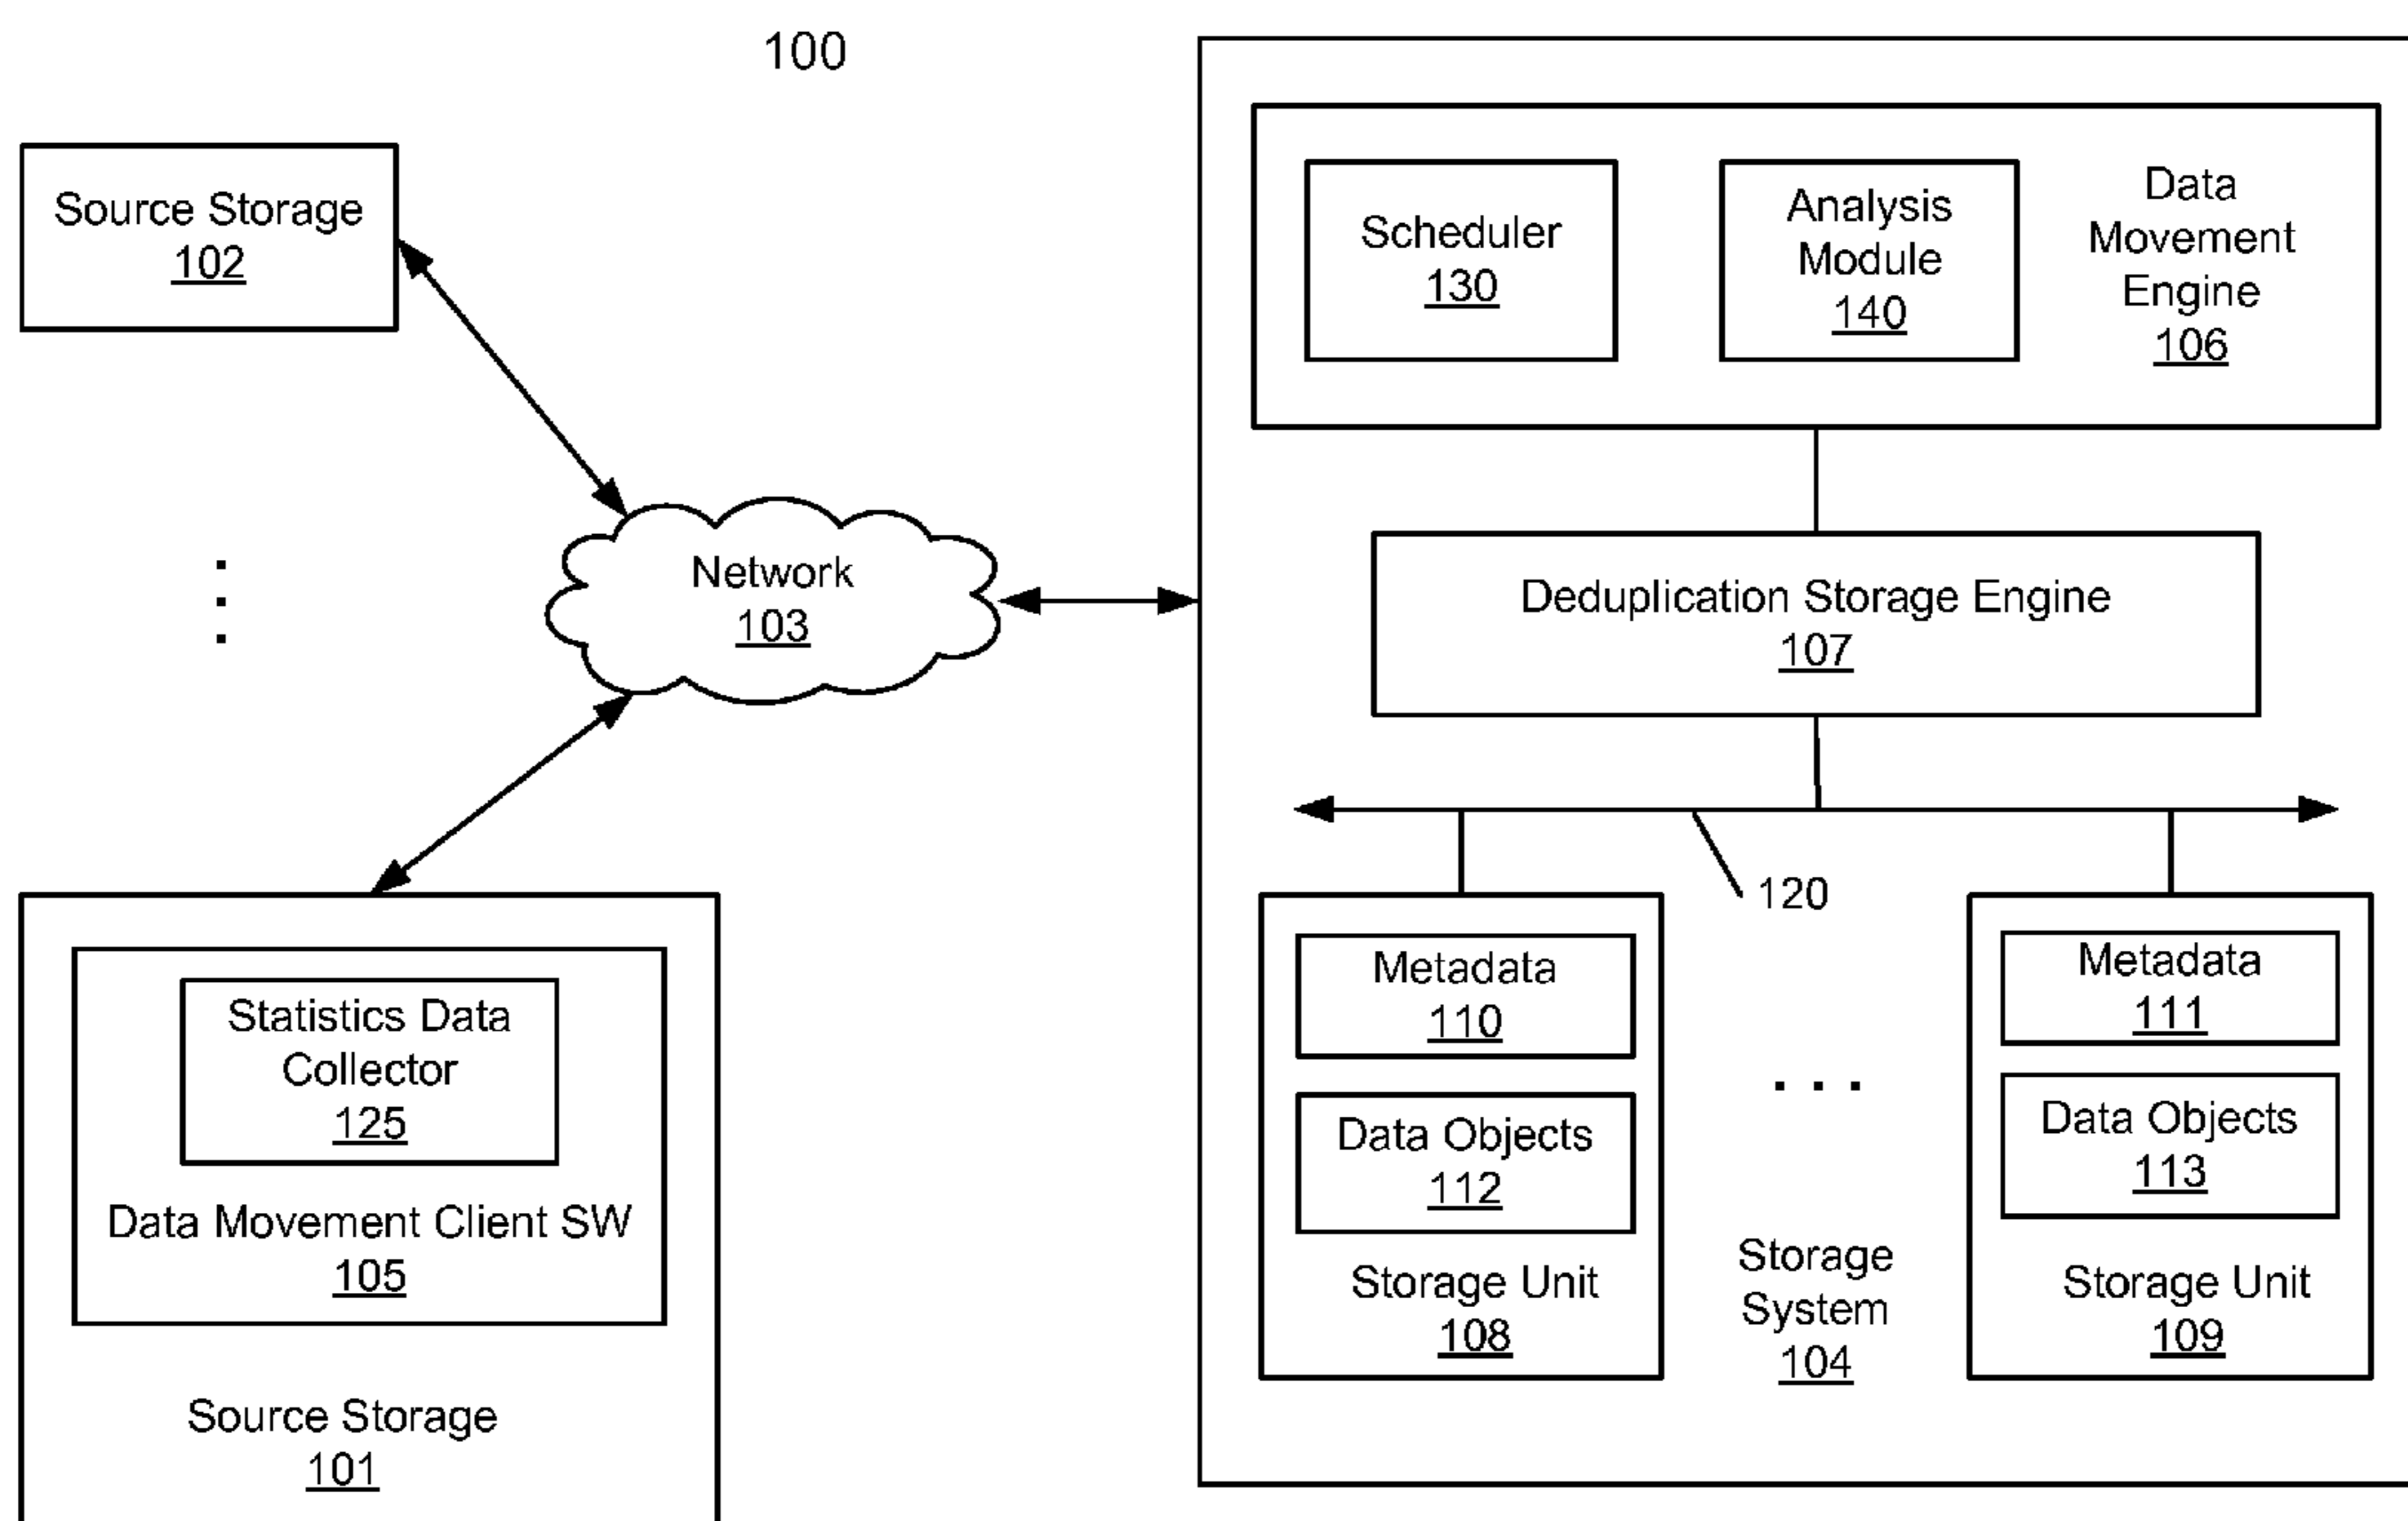 100
Source Storage
102
Network
103
Statistics Data
Collector
125
Data Movement Client SW
105
Source Storage
101
Scheduler
130
Analysis
Module
140
Data
Movement
Engine
106
Deduplication Storage Engine
107
120
Metadata
110
Data Objects
112
Storage Unit
108
Storage
System
104
Metadata
111
Data Objects
113
Storage Unit
109